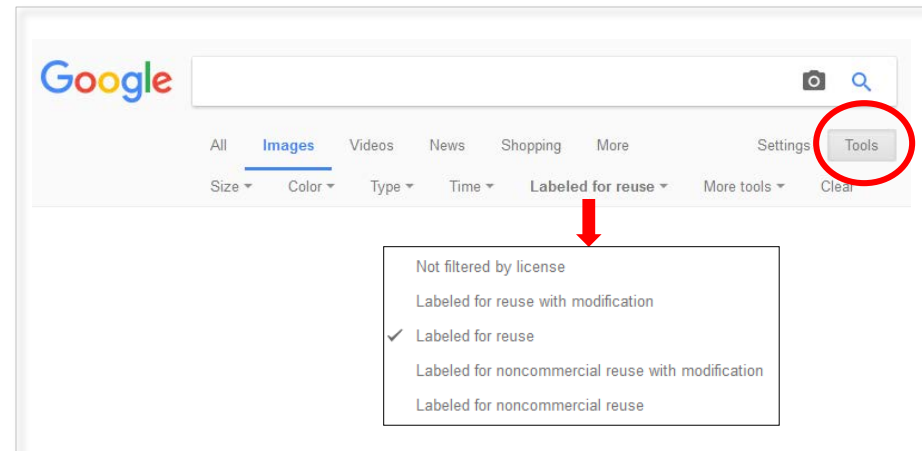 Google
All Images Videos News Shopping More Settings Tools
Size Color Type Time Labeled for reuse More tools Clear
Not filtered by license
Labeled for reuse with modification
Labeled for reuse
Labeled for noncommercial reuse with modification
Labeled for noncommercial reuse